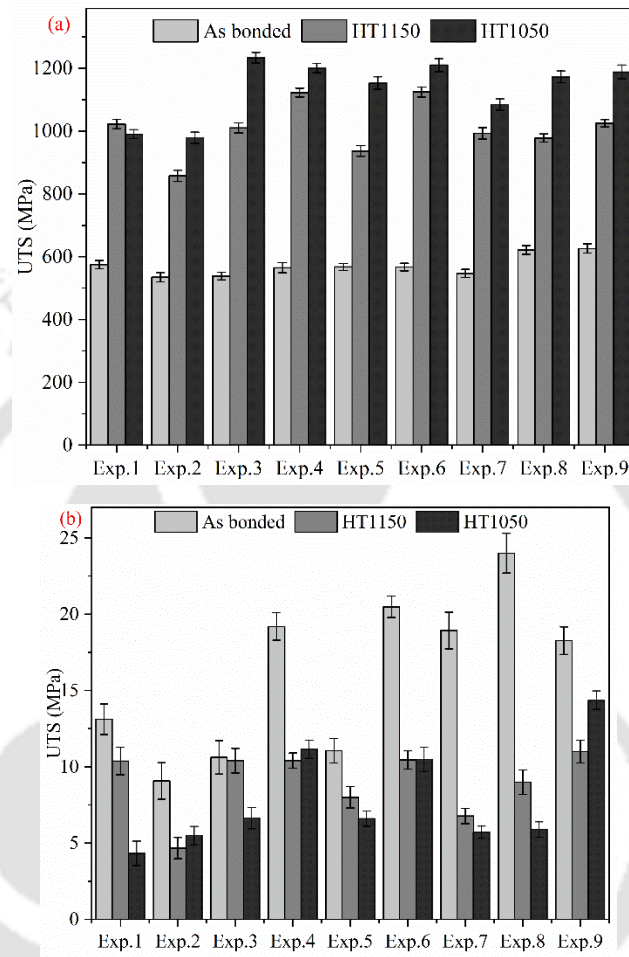 (a)
As bonded HT1150 HT1050
UTS (MPa)
1200
1000
800
600
400
200
0
Exp.1 Exp.2 Exp.3 Exp.4 Exp.5 Exp.6 Exp.7 Exp.8 Exp.9
(b)
As bonded HT1150 HT1050
UTS (MPa)
25
20
15
10
5
0
Exp.1 Exp.2 Exp.3 Exp.4 Exp.5 Exp.6 Exp.7 Exp.8 Exp.9